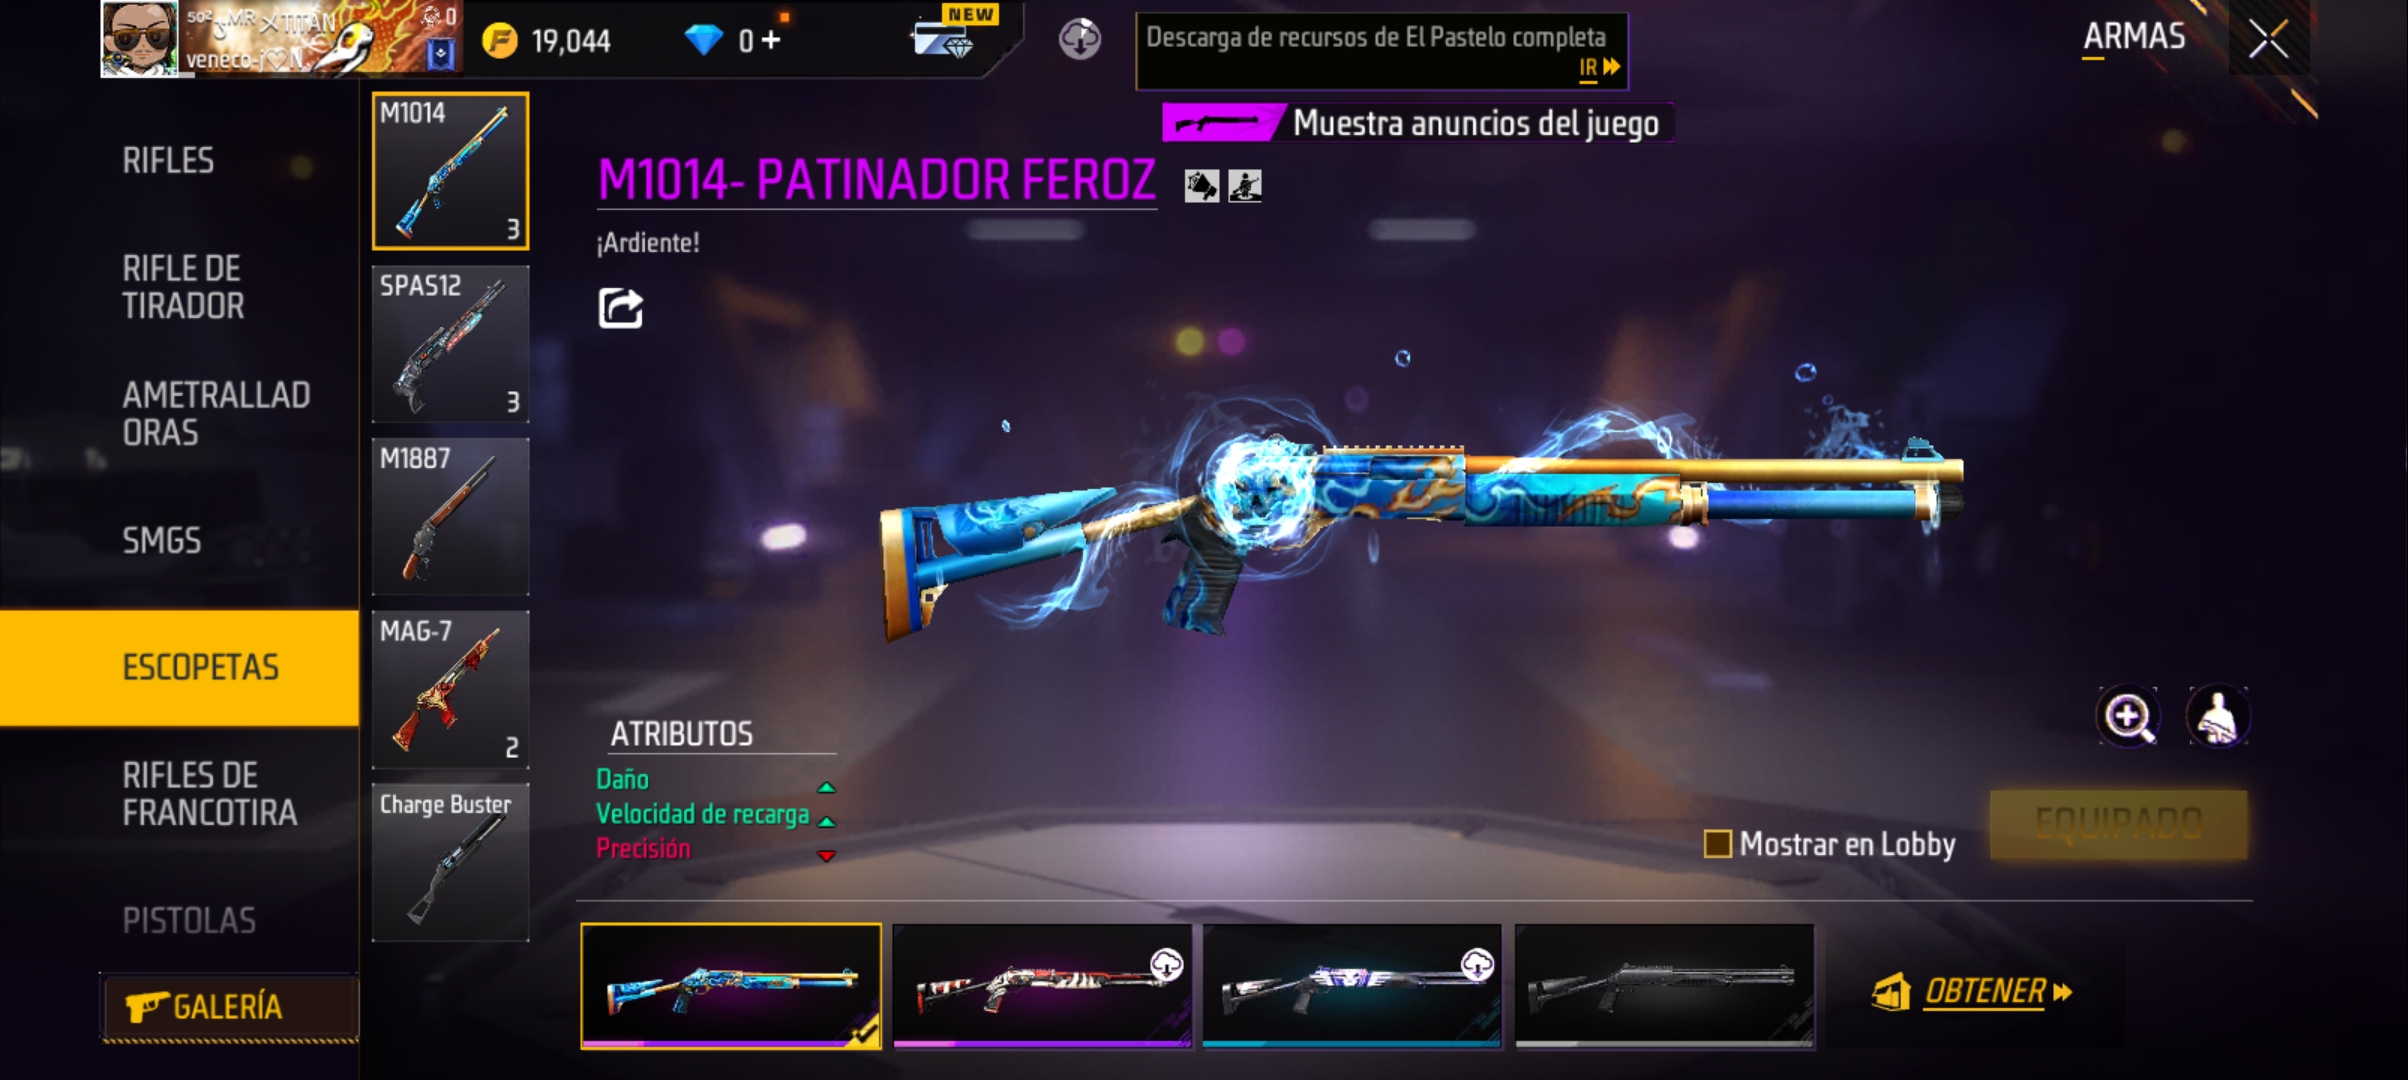 19,044
0 +
NEW
Descarga de recursos de El Pastelo completa
IR
ARMAS
Muestra anuncios del juego
RIFLES
RIFLE DE
TIRADOR
AMETRALLAD
ORAS
SMGS
ESCOPETAS
RIFLES DE
FRANCOTIRA
PISTOLAS
GALERÍA
M1014
3
SPAS12
3
M1887
MAG-7
2
Charge Buster
M1014- PATINADOR FEROZ
¡Ardiente!
ATRIBUTOS
Daño
Velocidad de recarga
Precisión
Mostrar en Lobby
EQUIPADO
OBTENER